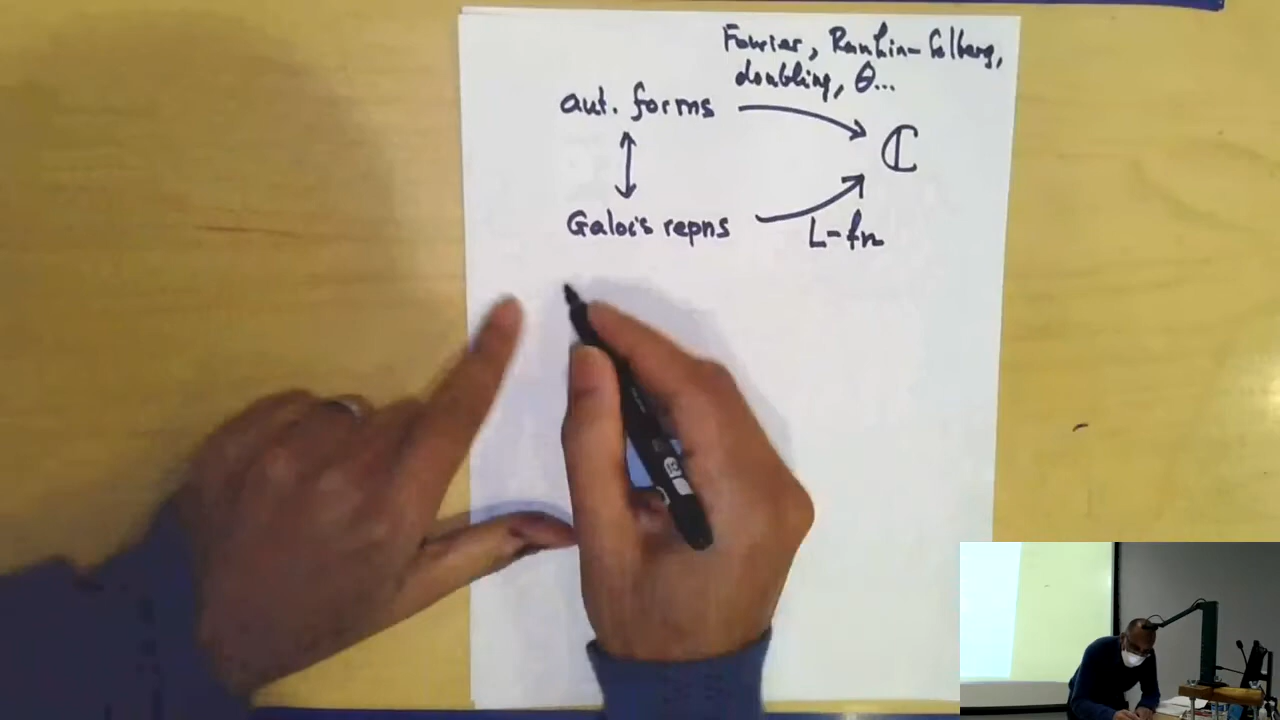 Fourier, Rankin-Selberg,
doubling, θ...
aut. forms
ℂ
Galois repns
L-fn